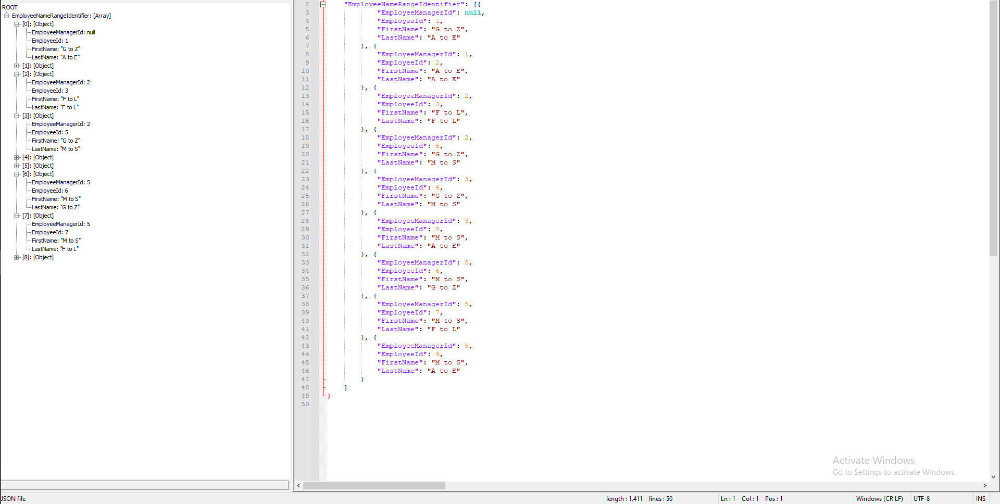 ROOT
EmployeeNameRangeIdentifier: [Array]
[0]: [Object]
EmployeeManagerId: null
EmployeeId: 1
FirstName: "G to Z"
LastName: "A to E"
[1]: [Object]
[2]: [Object]
EmployeeManagerId: 2
EmployeeId: 3
FirstName: "F to L"
LastName: "F to L"
[3]: [Object]
EmployeeManagerId: 2
EmployeeId: 5
FirstName: "G to Z"
LastName: "M to S"
[4]: [Object]
[5]: [Object]
[6]: [Object]
EmployeeManagerId: 5
EmployeeId: 6
FirstName: "M to S"
LastName: "G to Z"
[7]: [Object]
EmployeeManagerId: 5
EmployeeId: 7
FirstName: "M to S"
LastName: "F to L"
[8]: [Object]
2 "EmployeeNameRangeIdentifier": [{
3 "EmployeeManagerId": null,
4 "EmployeeId": 1,
5 "FirstName": "G to Z",
6 "LastName": "A to E"
7 }, {
8 "EmployeeManagerId": 1,
9 "EmployeeId": 2,
10 "FirstName": "A to E",
11 "LastName": "A to E"
12 }, {
13 "EmployeeManagerId": 2,
14 "EmployeeId": 3,
15 "FirstName": "F to L",
16 "LastName": "F to L"
17 }, {
18 "EmployeeManagerId": 2,
19 "EmployeeId": 5,
20 "FirstName": "G to Z",
21 "LastName": "M to S"
22 }, {
23 "EmployeeManagerId": 3,
24 "EmployeeId": 4,
25 "FirstName": "G to Z",
26 "LastName": "M to S"
27 }, {
28 "EmployeeManagerId": 3,
29 "EmployeeId": 8,
30 "FirstName": "M to S",
31 "LastName": "A to E"
32 }, {
33 "EmployeeManagerId": 5,
34 "EmployeeId": 6,
35 "FirstName": "M to S",
36 "LastName": "G to Z"
37 }, {
38 "EmployeeManagerId": 5,
39 "EmployeeId": 7,
40 "FirstName": "M to S",
41 "LastName": "F to L"
42 }, {
43 "EmployeeManagerId": 5,
44 "EmployeeId": 9,
45 "FirstName": "M to S",
46 "LastName": "A to E"
47 }
48 ]
49 }
50
Activate Windows
Go to Settings to activate Windows.
JSON file length : 1,411 lines : 50 Ln : 1 Col : 1 Pos : 1 Windows (CR LF) UTF-8 INS